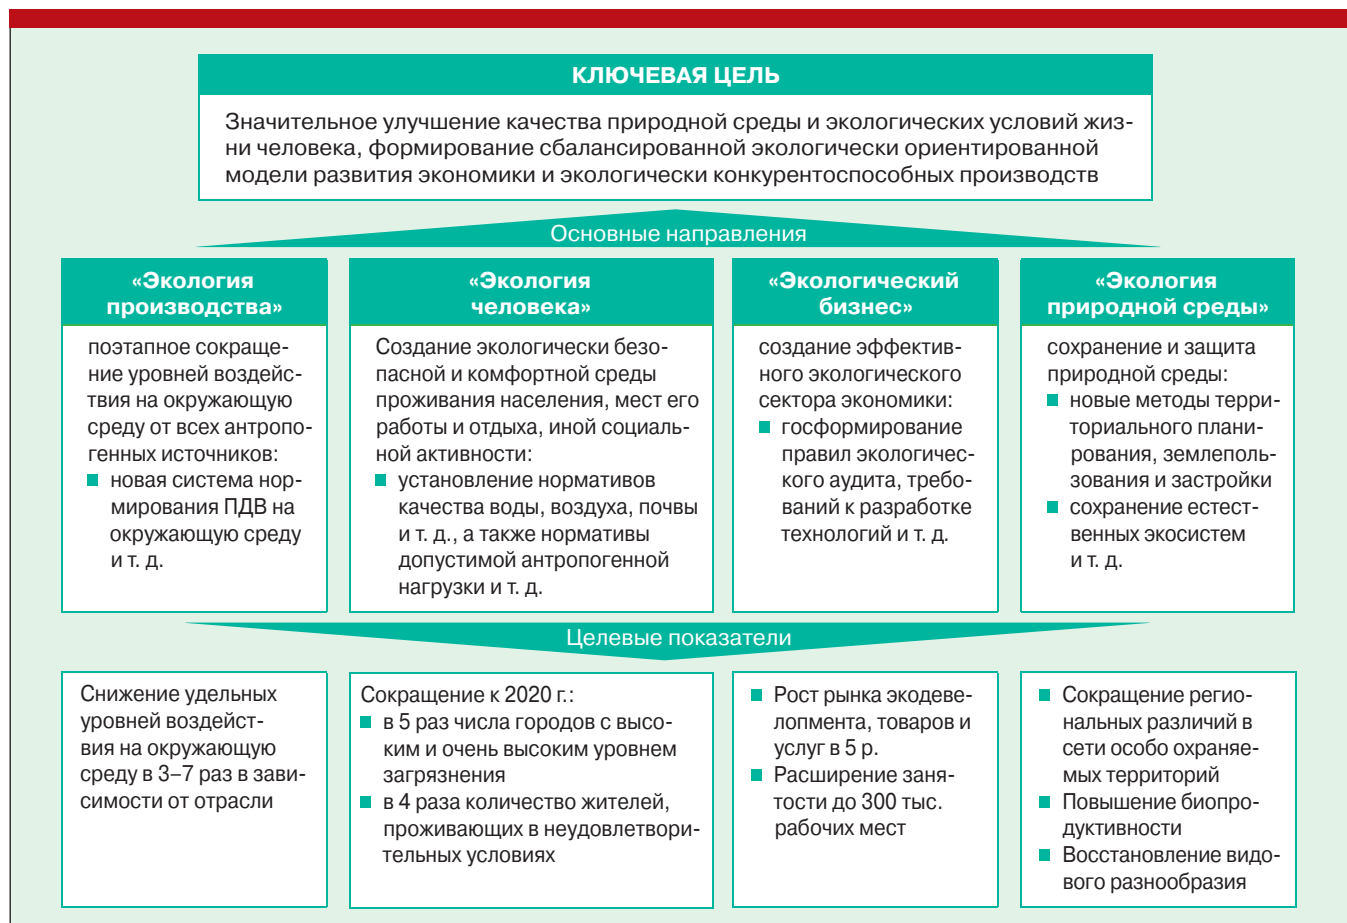 КЛЮЧЕВАЯ ЦЕЛЬ
Значительное улучшение качества природной среды и экологических условий жиз-
ни человека, формирование сбалансированной экологически ориентированной
модели развития экономики и экологически конкурентоспособных производств
Основные направления
«Экология
производства»
поэтапное сокраще-
ние уровней воздейс-
твия на окружающую
среду от всех антропо-
генных источников:
новая система нор-
мирования ПДВ на
окружающую среду
и т. д.
«Экология
человека»
Создание экологически безо-
пасной и комфортной среды
проживания населения, мест его
работы и отдыха, иной социаль-
ной активности:
установление нормативов
качества воды, воздуха, почвы
и т. д., а также нормативы
допустимой антропогенной
нагрузки и т. д.
«Экологический
бизнес»
создание эффектив-
ного экологического
сектора экономики:
госформирование
правил экологичес-
кого аудита, требо-
ваний к разработке
технологий и т. д.
«Экология
природной среды»
сохранение и защита
природной среды:
новые методы терри-
ториального плани-
рования, землеполь-
зования и застройки
сохранение естест-
венных экосистем
и т. д.
Целевые показатели
Снижение удельных
уровней воздейст-
вия на окружающую
среду в 3–7 раз в зави-
симости от отрасли
Сокращение к 2020 г.:
в 5 раз числа городов с высо-
ким и очень высоким уровнем
загрязнения
в 4 раза количество жителей,
проживающих в неудовлетвори-
тельных условиях
Рост рынка экодеве-
лопмента, товаров и
услуг в 5 р.
Расширение заня-
тости до 300 тыс.
рабочих мест
Сокращение регио-
нальных различий в
сети особо охраняе-
мых территорий
Повышение биопро-
дуктивности
Восстановление видо-
вого разнообразия